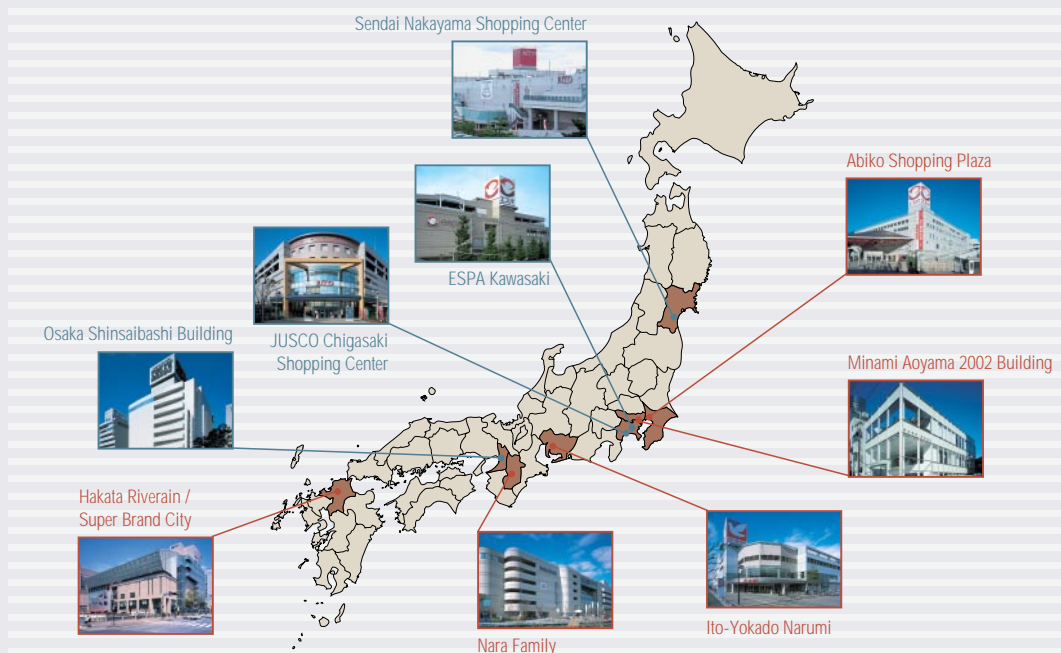 Sendai Nakayama Shopping Center
Abiko Shopping Plaza
ESPA Kawasaki
JUSCO Chigasaki
Shopping Center
Osaka Shinsaibashi Building
Minami Aoyama 2002 Building
Hakata Riverain /
Super Brand City
Nara Family
Ito-Yokado Narumi